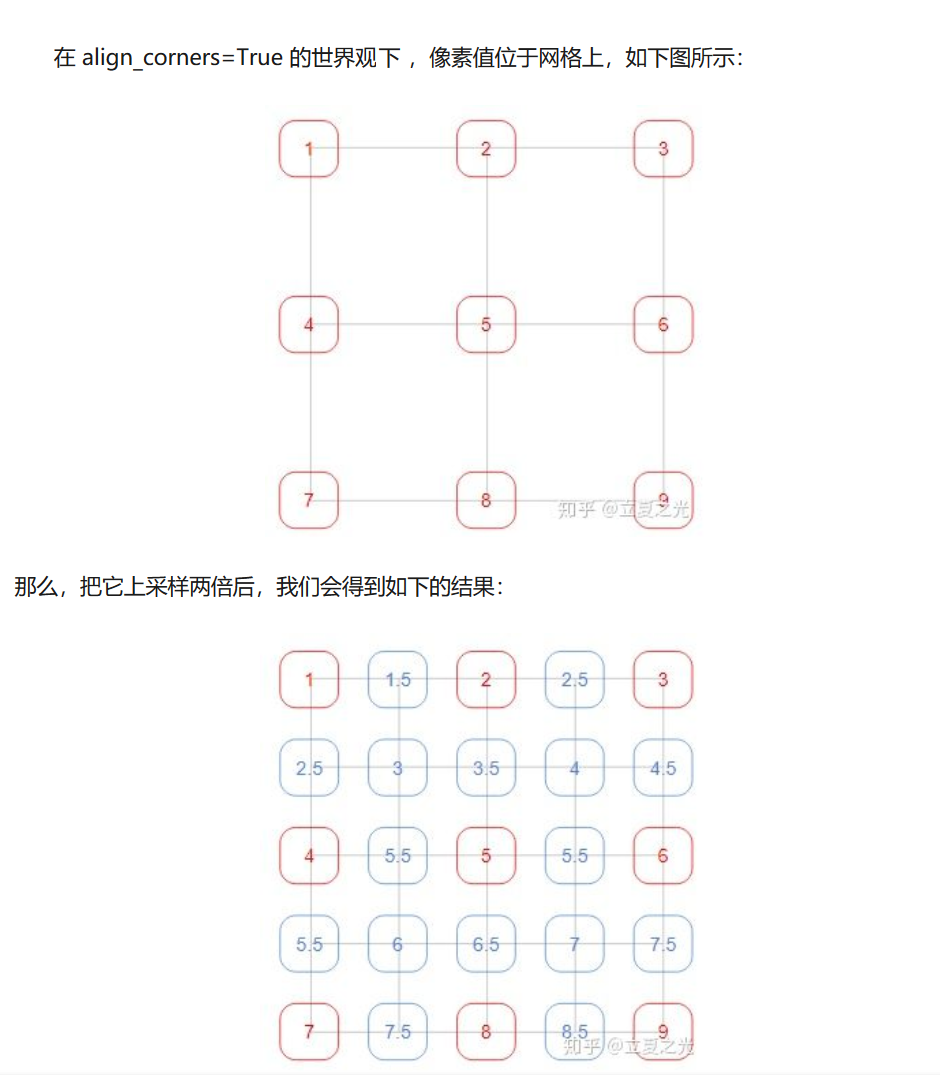 在 align_corners=True 的世界观下 ，像素值位于网格上，如下图所示：
1 2 3
4 5 6
7 8 9
知乎 @立夏之光
那么，把它上采样两倍后，我们会得到如下的结果：
1 1.5 2 2.5 3
2.5 3 3.5 4 4.5
4 5.5 5 5.5 6
5.5 6 6.5 7 7.5
7 7.5 8 8.5 9
知乎 @立夏之光